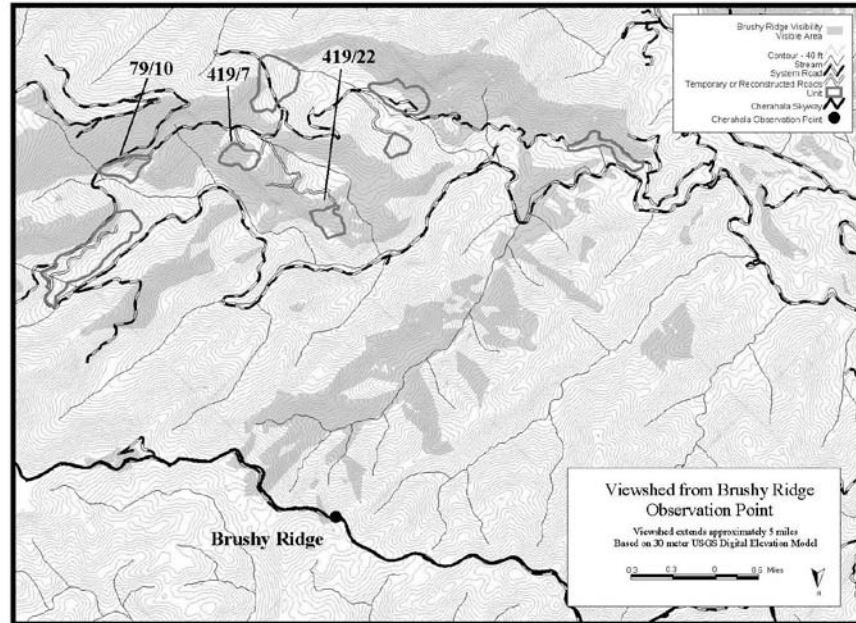 79/10
419/7
419/22
Brushy Ridge Visibility
Visible Area
Contour - 40 ft
Stream
System Road
Temporary or Reconstructed Roads
Unit
Cherahala Skyway
Cherahola Observation Point
Brushy Ridge
Viewshed from Brushy Ridge
Observation Point
Viewshed extends approximately 5 miles
Based on 30 meter USGS Digital Elevation Model
0.3 0.3 0 0.6 Miles
N